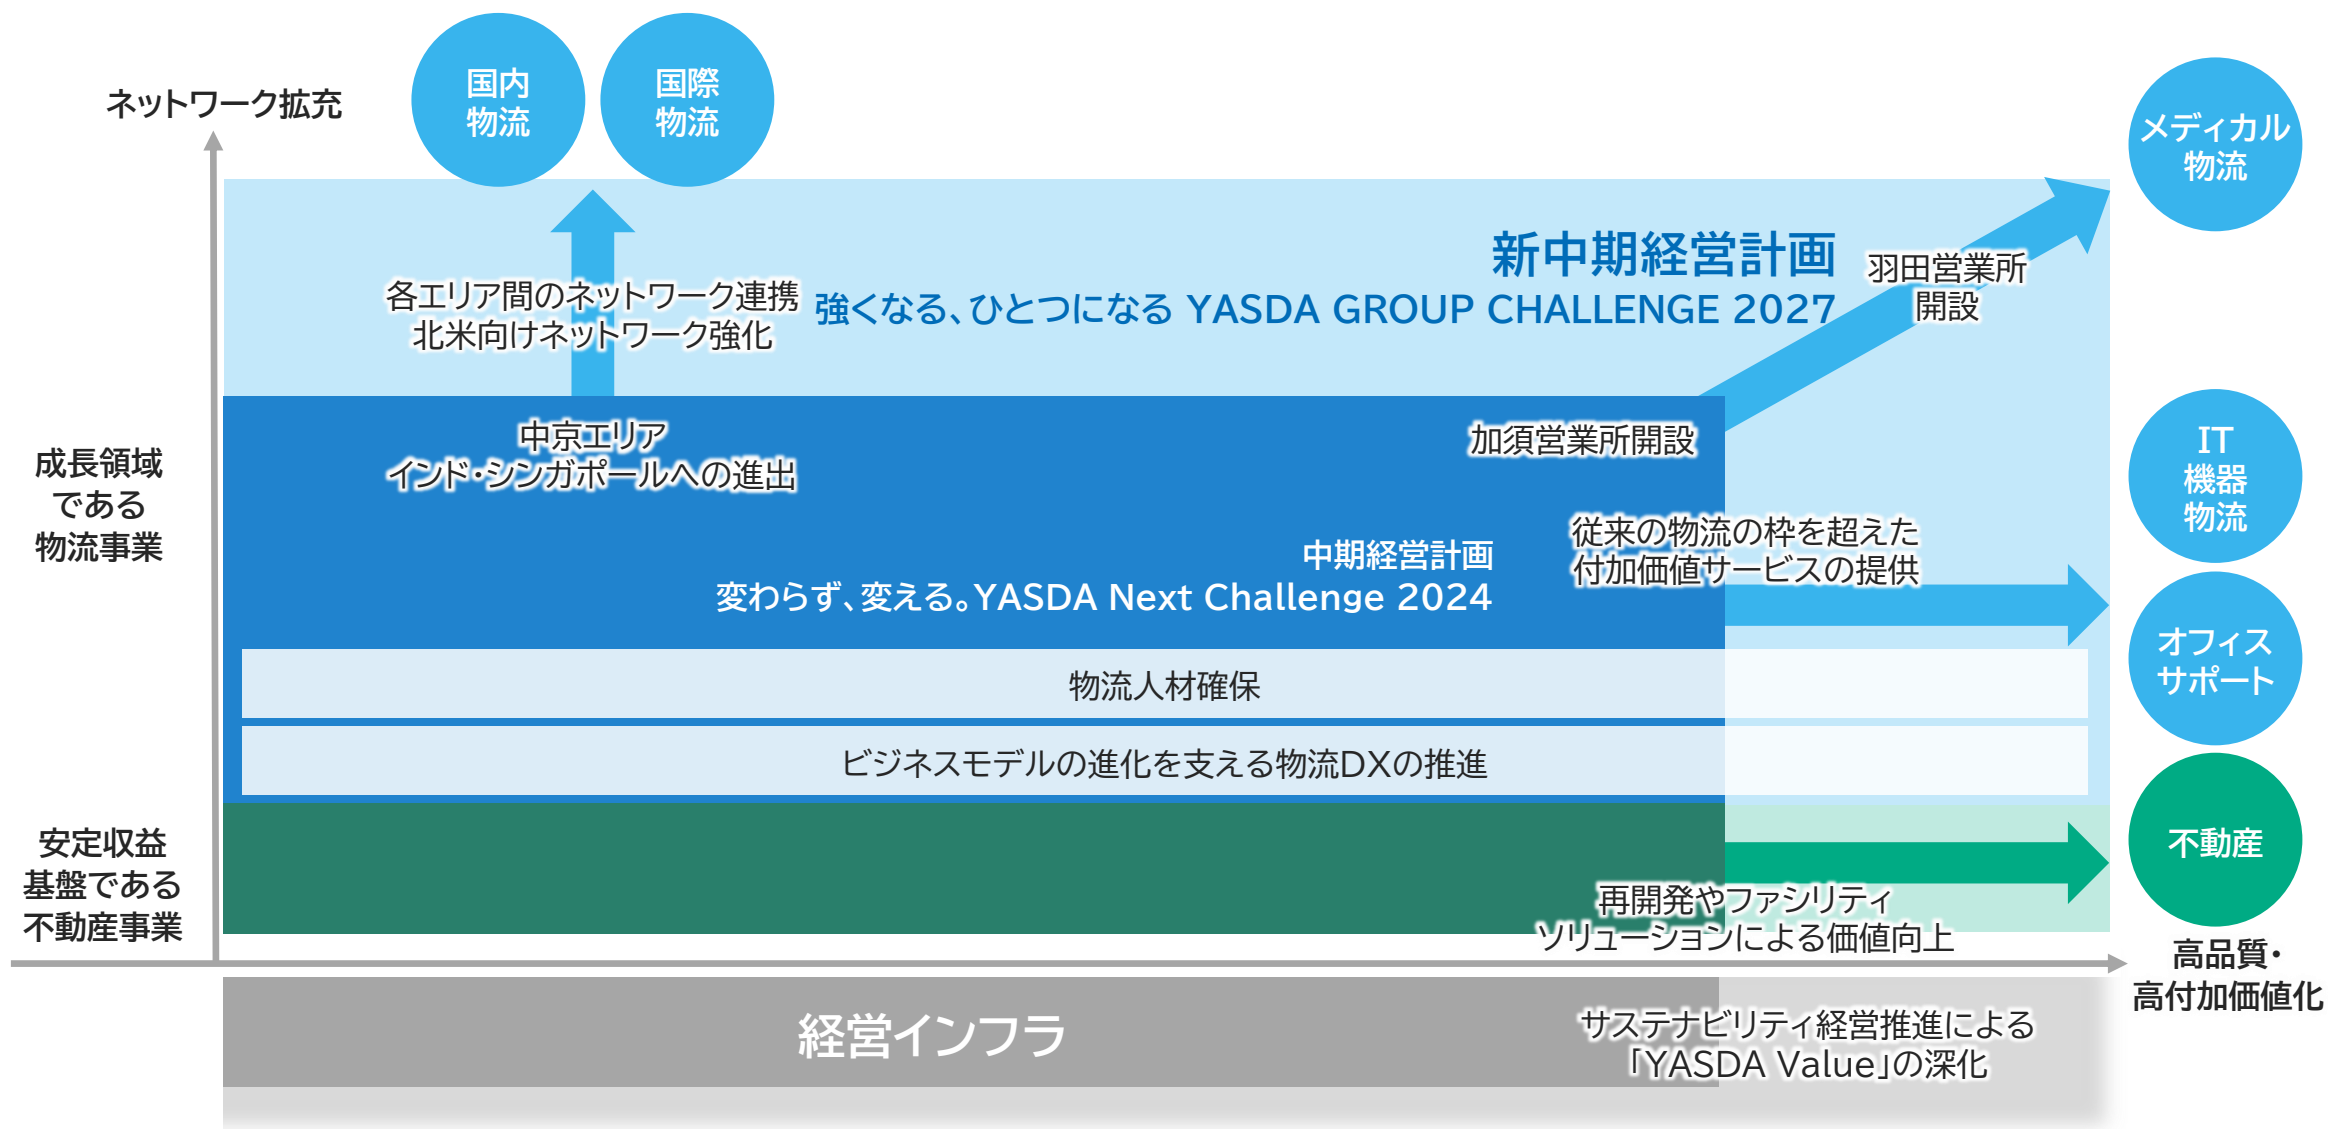 ネットワーク拡充
国内
物流
国際
物流
メディカル
物流
新中期経営計画
強くなる、ひとつになる YASDA GROUP CHALLENGE 2027
羽田営業所
開設
各エリア間のネットワーク連携
北米向けネットワーク強化
中京エリア
インド・シンガポールへの進出
加須営業所開設
成長領域
である
物流事業
IT
機器
物流
従来の物流の枠を超えた
付加価値サービスの提供
中期経営計画
変わらず、変える。YASDA Next Challenge 2024
オフィス
サポート
物流人材確保
ビジネスモデルの進化を支える物流DXの推進
安定収益
基盤である
不動産事業
不動産
再開発やファシリティ
ソリューションによる価値向上
高品質・
高付加価値化
経営インフラ
サステナビリティ経営推進による
「YASDA Value」の深化